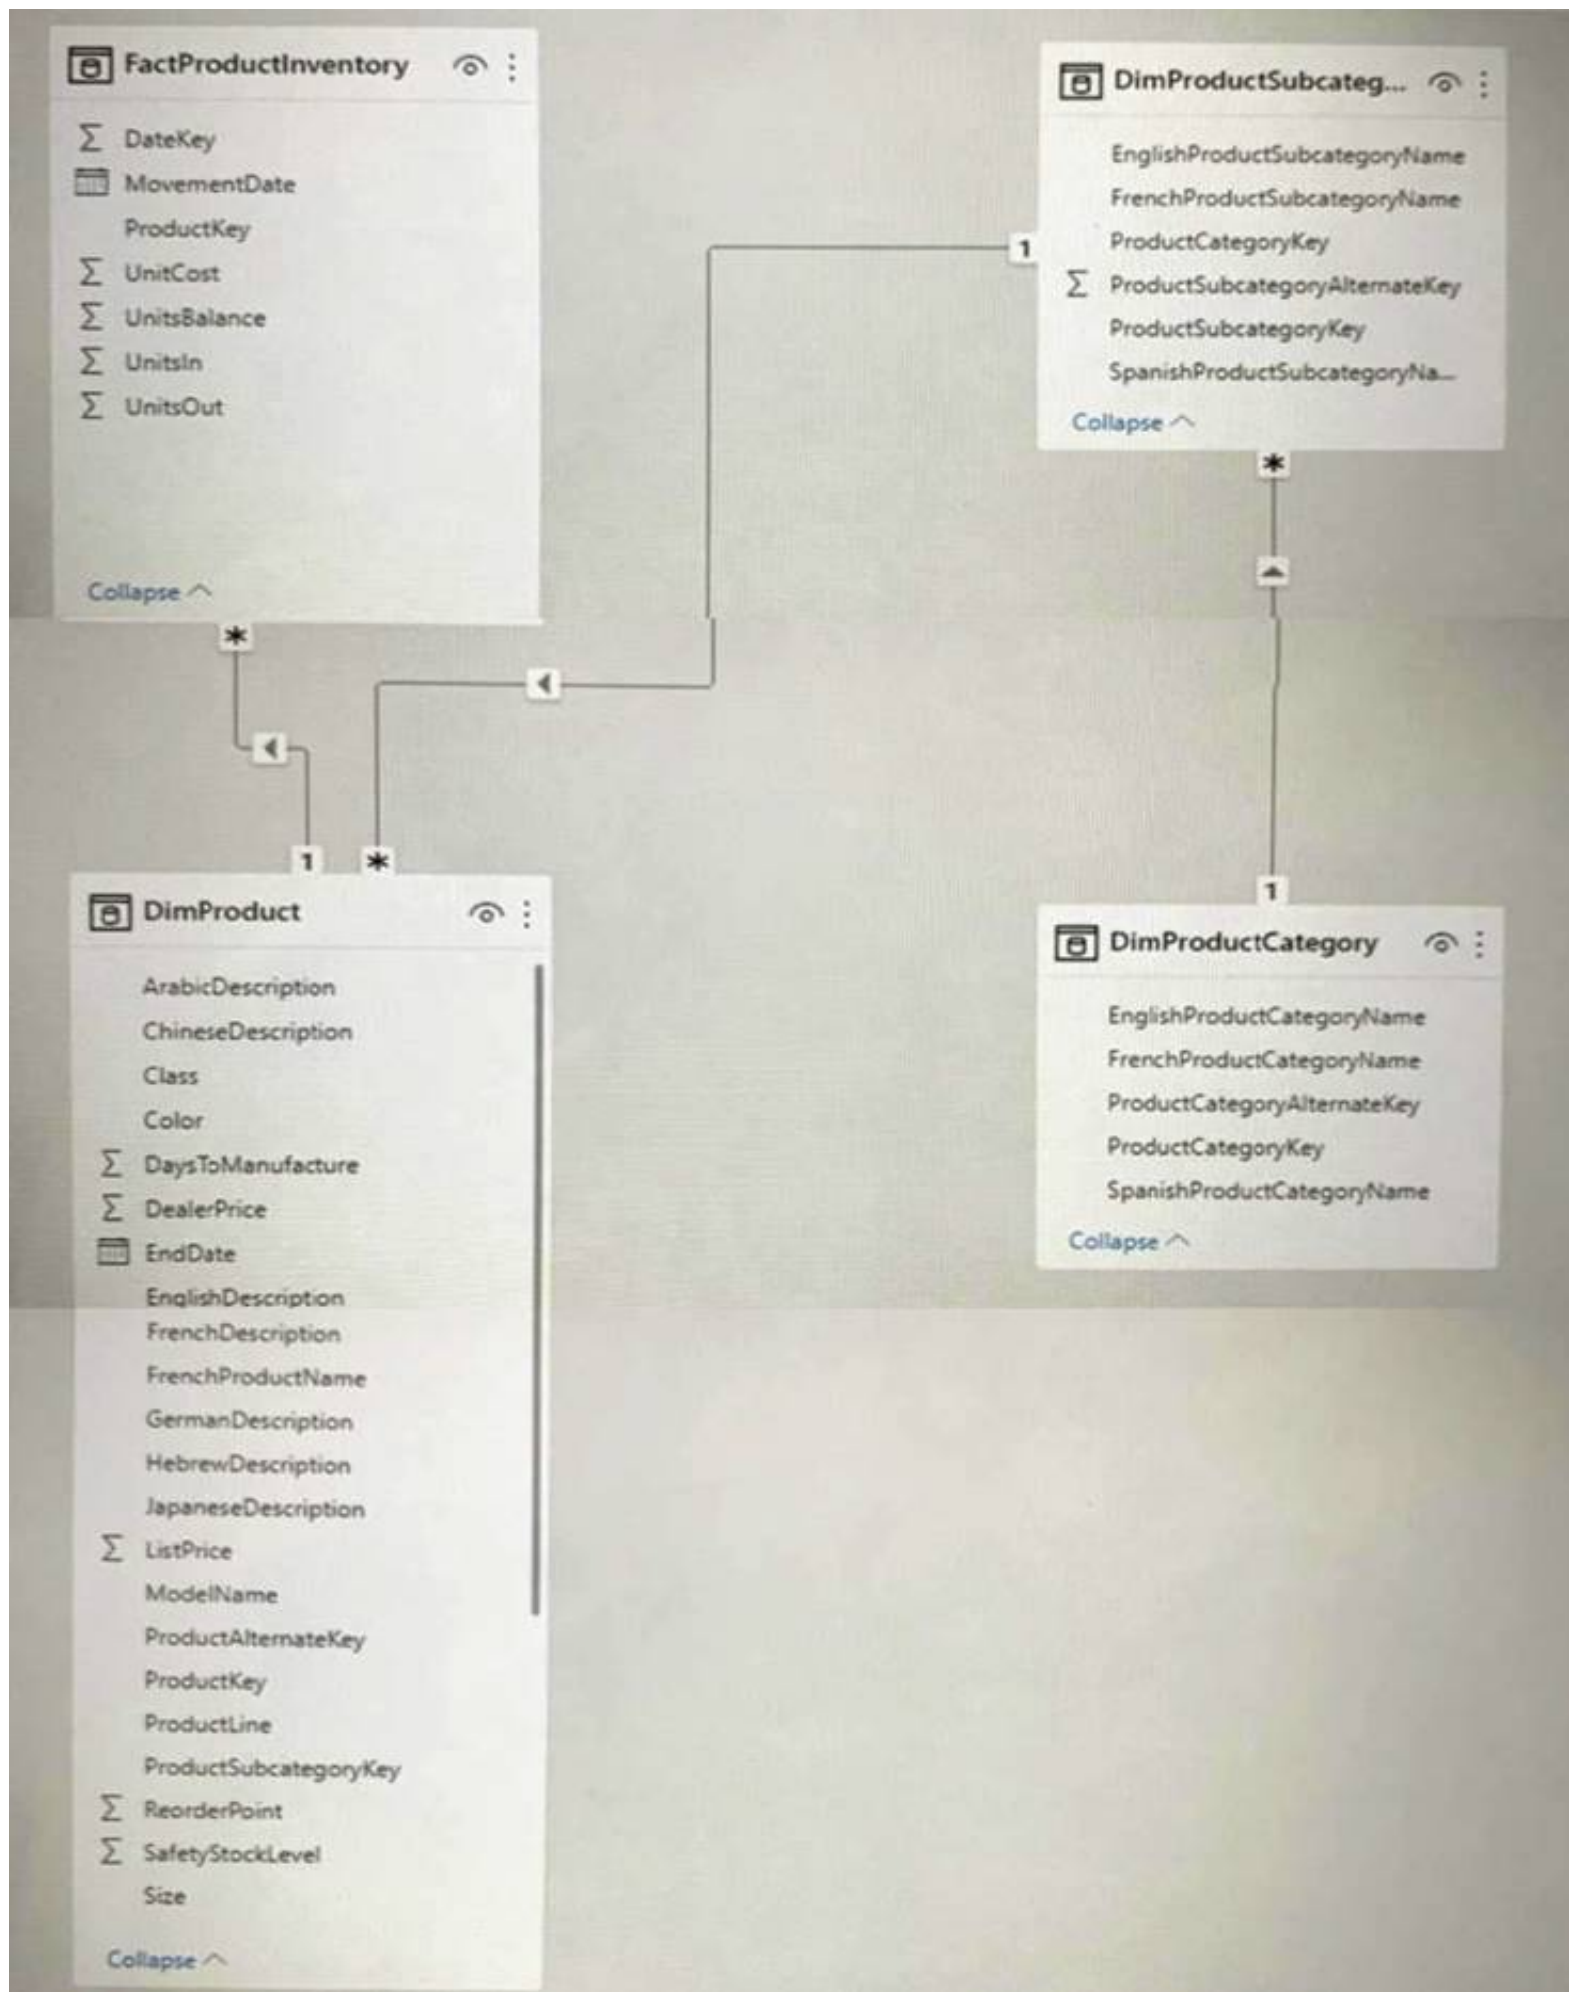 FactProductInventory
DateKey
MovementDate
ProductKey
UnitCost
UnitsBalance
UnitsIn
UnitsOut
Collapse
*
1
DimProductSubcateg...
EnglishProductSubcategoryName
FrenchProductSubcategoryName
ProductCategoryKey
ProductSubcategoryAlternateKey
ProductSubcategoryKey
SpanishProductSubcategoryNa...
Collapse
1
*
*
1
DimProduct
ArabicDescription
ChineseDescription
Class
Color
DaysToManufacture
DealerPrice
EndDate
EnglishDescription
FrenchDescription
FrenchProductName
GermanDescription
HebrewDescription
JapaneseDescription
ListPrice
ModelName
ProductAlternateKey
ProductKey
ProductLine
ProductSubcategoryKey
ReorderPoint
SafetyStockLevel
Size
Collapse
DimProductCategory
EnglishProductCategoryName
FrenchProductCategoryName
ProductCategoryAlternateKey
ProductCategoryKey
SpanishProductCategoryName
Collapse